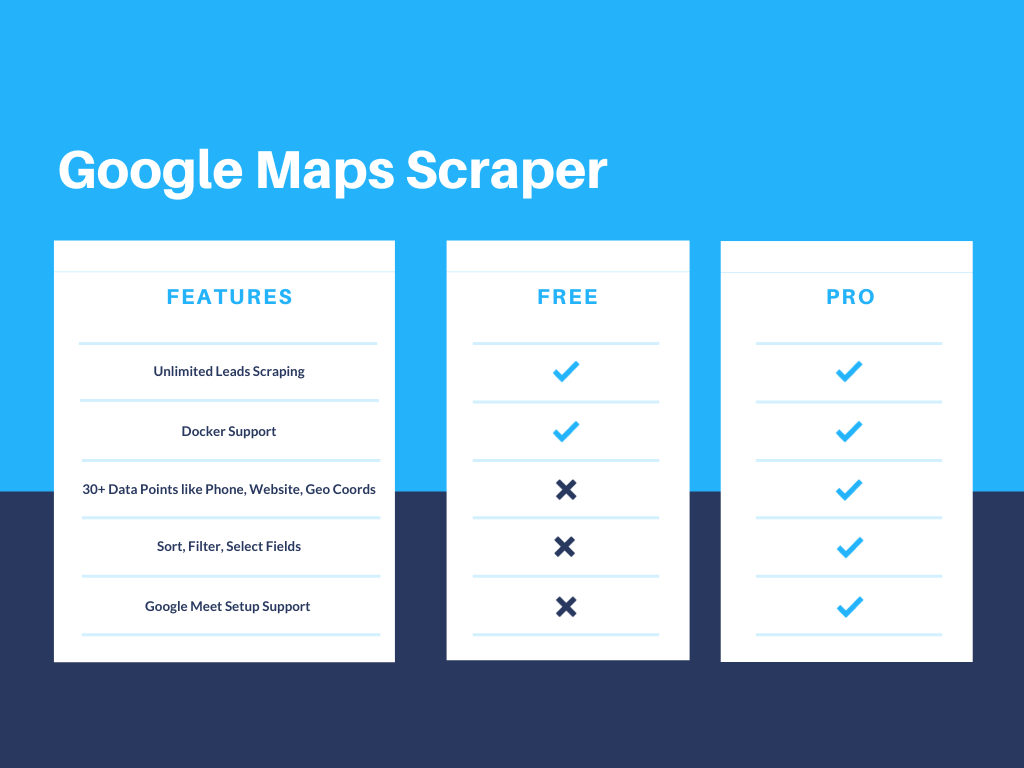 Google Maps Scraper
FEATURES
FREE
PRO
Unlimited Leads Scraping
Docker Support
30+ Data Points like Phone, Website, Geo Coords
Sort, Filter, Select Fields
Google Meet Setup Support